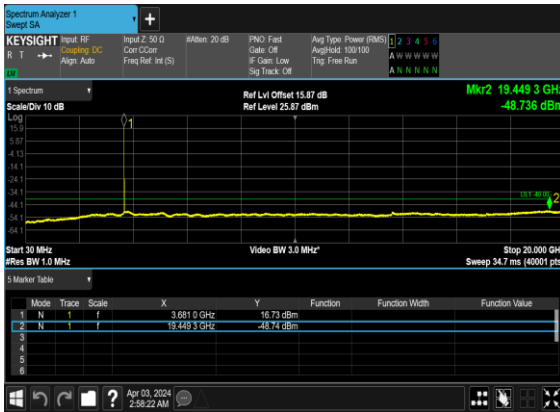 Spectrum Analyzer 1
Swept SA
+
KEYSIGHT Input: RF Input Z: 50 Ω #Atten: 20 dB PNO: Fast Avg Type: Power (RMS) 1 2 3 4 5 6
R T Coupling: DC Corr CCorr Gate: Off Avg|Hold: 100/100 A W W W W W
Align: Auto Freq Ref: Int (S) IF Gain: Low Trig: Free Run
Sig Track: Off A N N N N N
1 Spectrum
Ref Lvl Offset 15.87 dB Mkr2 19.449 3 GHz
Scale/Div 10 dB Ref Level 25.87 dBm -48.736 dBm
Log
15.9
5.87
-4.13
-14.1
-24.1
-34.1
-44.1
-54.1
-64.1
1
2
Start 30 MHz Video BW 3.0 MHz* Stop 20.000 GHz
#Res BW 1.0 MHz Sweep 34.7 ms (40001 pts)
5 Marker Table
Mode Trace Scale X Y Function Function Width Function Value
1 N 1 f 3.681 0 GHz 16.73 dBm
2 N 1 f 19.449 3 GHz -48.74 dBm
3
4
5
6
? Apr 03, 2024
2:58:22 AM